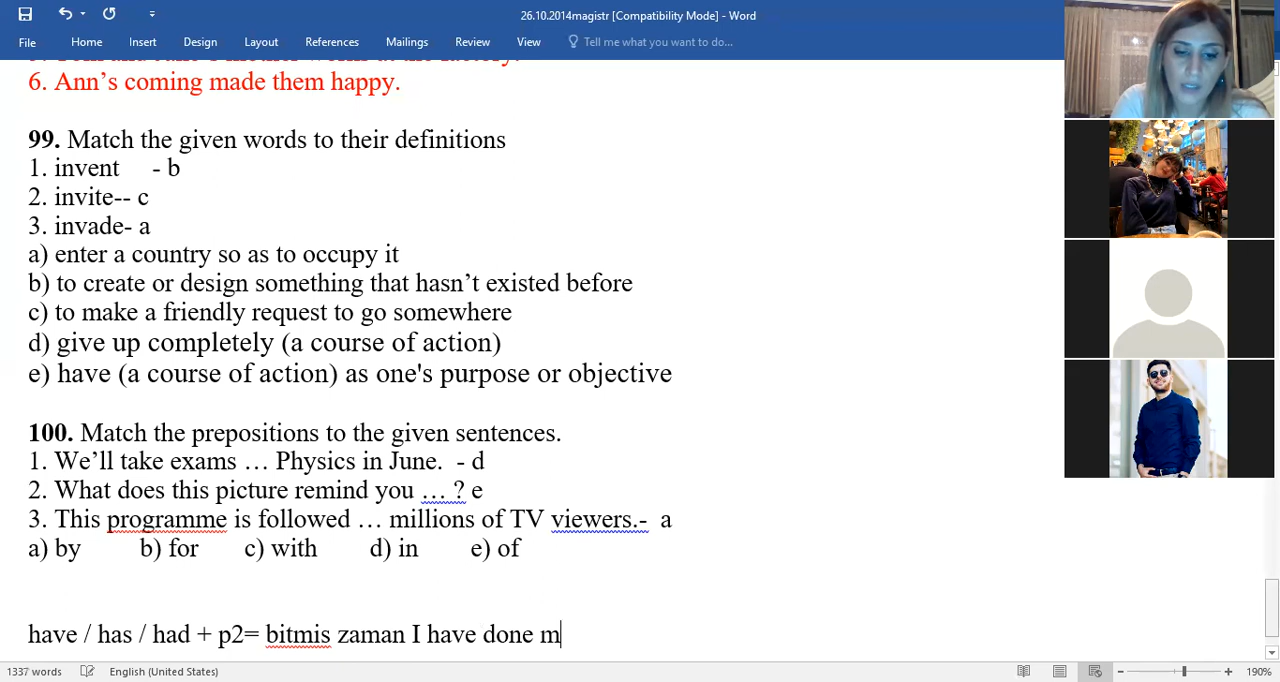 26.10.2014magistr [Compatibility Mode] - Word
File Home Insert Design Layout References Mailings Review View Tell me what you want to do...
6. Ann’s coming made them happy.
99. Match the given words to their definitions
1. invent - b
2. invite-- c
3. invade- a
a) enter a country so as to occupy it
b) to create or design something that hasn’t existed before
c) to make a friendly request to go somewhere
d) give up completely (a course of action)
e) have (a course of action) as one's purpose or objective
100. Match the prepositions to the given sentences.
1. We’ll take exams … Physics in June. - d
2. What does this picture remind you … ? e
3. This programme is followed … millions of TV viewers.- a
a) by b) for c) with d) in e) of
have / has / had + p2= bitmis zaman I have done m
1337 words English (United States) 190%